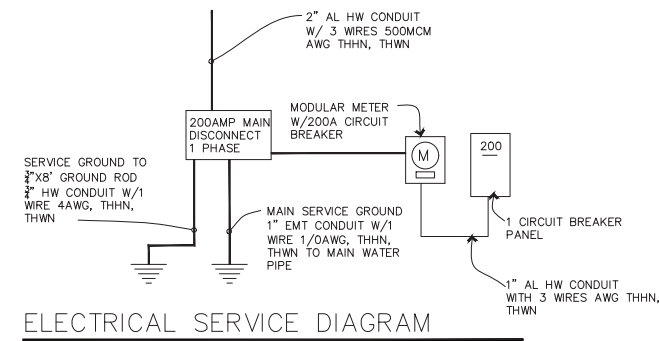 2" AL HW CONDUIT
W/ 3 WIRES 500MCM
AWG THHN, THWN
200AMP MAIN
DISCONNECT
1 PHASE
MODULAR METER
W/200A CIRCUIT
BREAKER
M
200
SERVICE GROUND TO
¾"X8' GROUND ROD
¾" HW CONDUIT W/1
WIRE 4AWG, THHN,
THWN
MAIN SERVICE GROUND
1" EMT CONDUIT W/1
WIRE 1/0AWG, THHN,
THWN TO MAIN WATER
PIPE
1 CIRCUIT BREAKER
PANEL
1" AL HW CONDUIT
WITH 3 WIRES AWG THHN,
THWN
ELECTRICAL SERVICE DIAGRAM